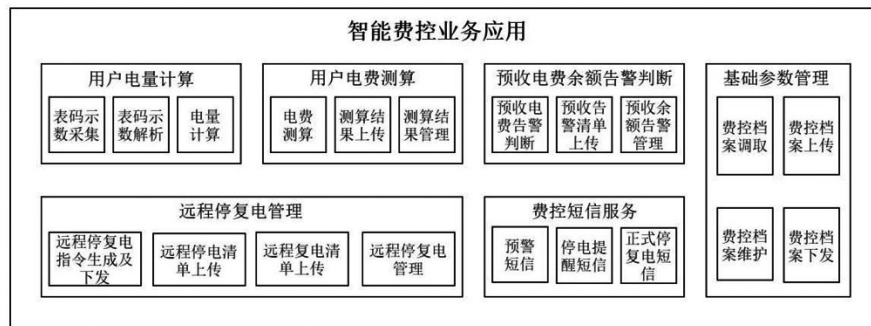 智能费控业务应用
用户电量计算
表码示
数采集
表码示
数解析
电量
计算
用户电费测算
电费
测算
测算结
果上传
测算结
果管理
预收电费余额告警判断
预收电
费告警
判断
预收告
警清单
上传
预收余
额告警
管理
基础参数管理
费控档
案调取
费控档
案上传
费控档
案维护
费控档
案下发
远程停复电管理
远程停复电
指令生成及
下发
远程停电清
单上传
远程复电清
单上传
远程停复电
管理
费控短信服务
预警
短信
停电提
醒短信
正式停
复电短
信